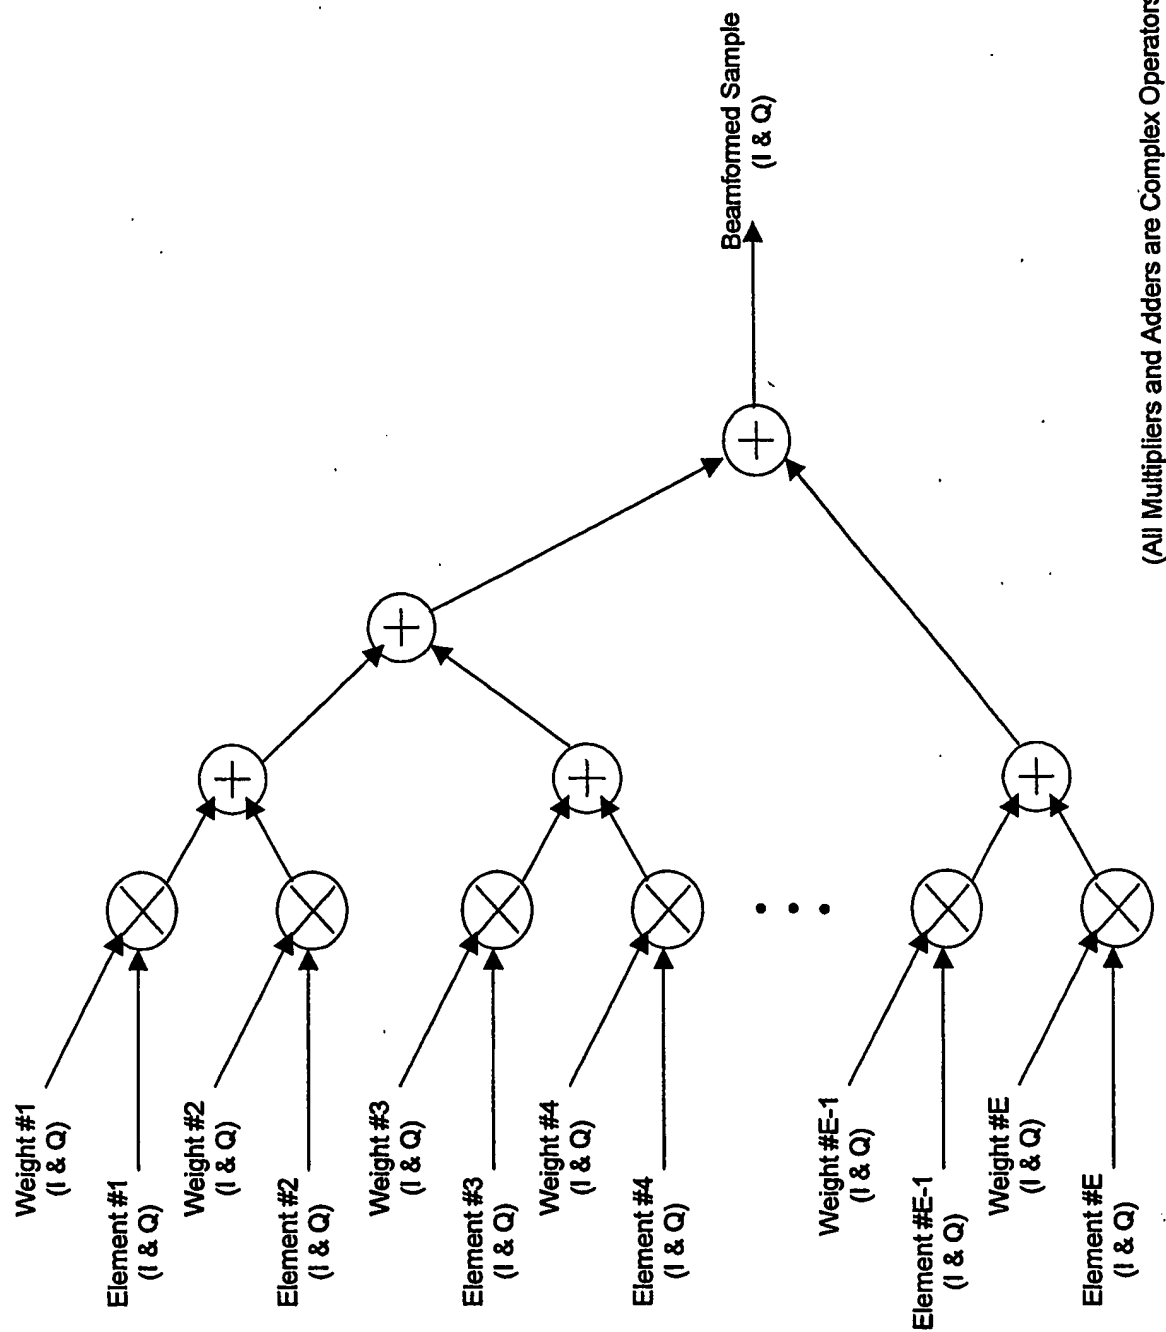 Weight #1
(I & Q)
Element #1
(I & Q)
Weight #2
(I & Q)
Element #2
(I & Q)
Weight #3
(I & Q)
Element #3
(I & Q)
Weight #4
(I & Q)
Element #4
(I & Q)
Weight #E-1
(I & Q)
Element #E-1
(I & Q)
Weight #E
(I & Q)
Element #E
(I & Q)
Beamformed Sample
(I & Q)
(All Multipliers and Adders are Complex Operators